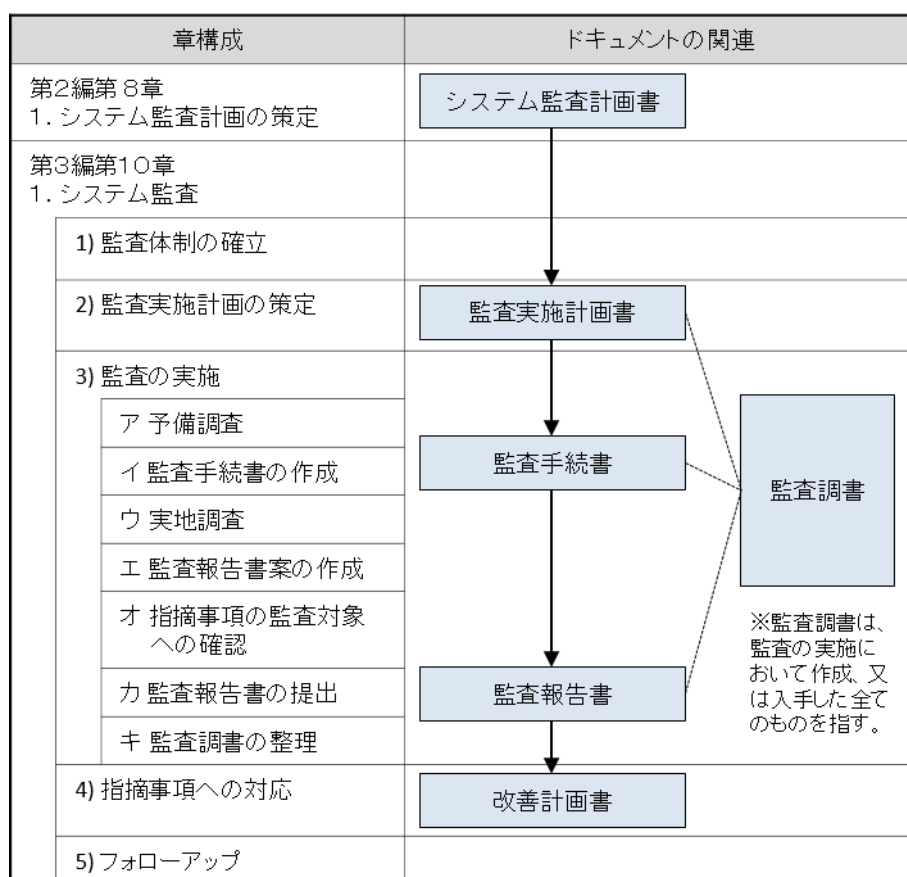 章構成
ドキュメントの関連
第2編第8章
1. システム監査計画の策定
システム監査計画書
第3編第10章
1. システム監査
1) 監査体制の確立
2) 監査実施計画の策定
監査実施計画書
3) 監査の実施
ア 予備調査
イ 監査手続書の作成
監査手続書
監査調書
ウ 実地調査
エ 監査報告書案の作成
オ 指摘事項の監査対象
への確認
※監査調書は、
監査の実施に
おいて作成、又
は入手した全て
のものを指す。
カ 監査報告書の提出
監査報告書
キ 監査調書の整理
4) 指摘事項への対応
改善計画書
5) フォローアップ